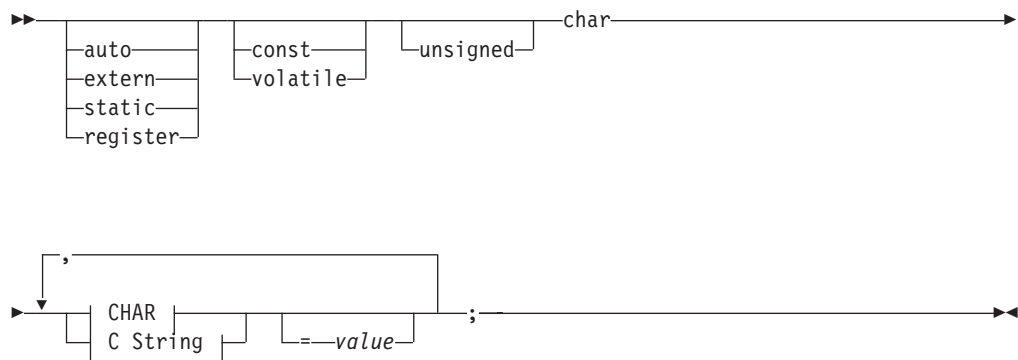 char
auto const unsigned
extern volatile
static
register
,
CHAR ;
C String = value